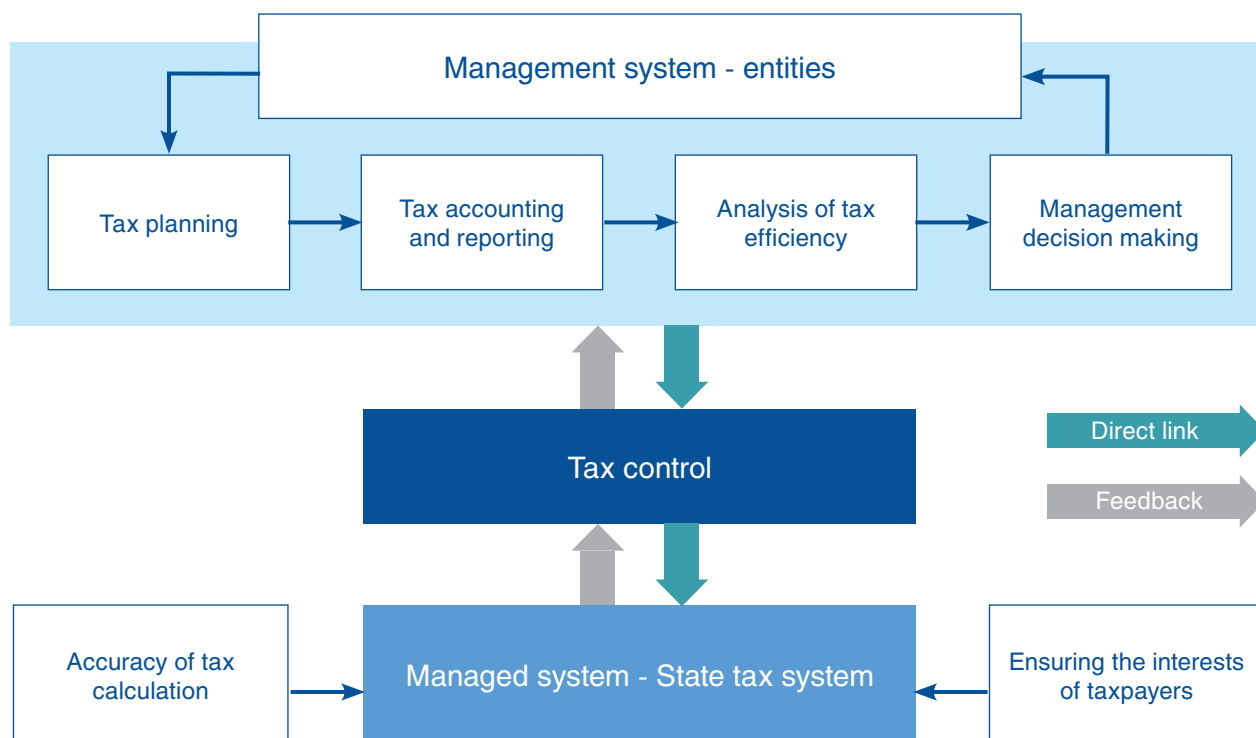 Management system - entities
Tax planning
Tax accounting
and reporting
Analysis of tax
efficiency
Management
decision making
Tax control
Direct link
Feedback
Accuracy of tax
calculation
Managed system - State tax system
Ensuring the interests
of taxpayers